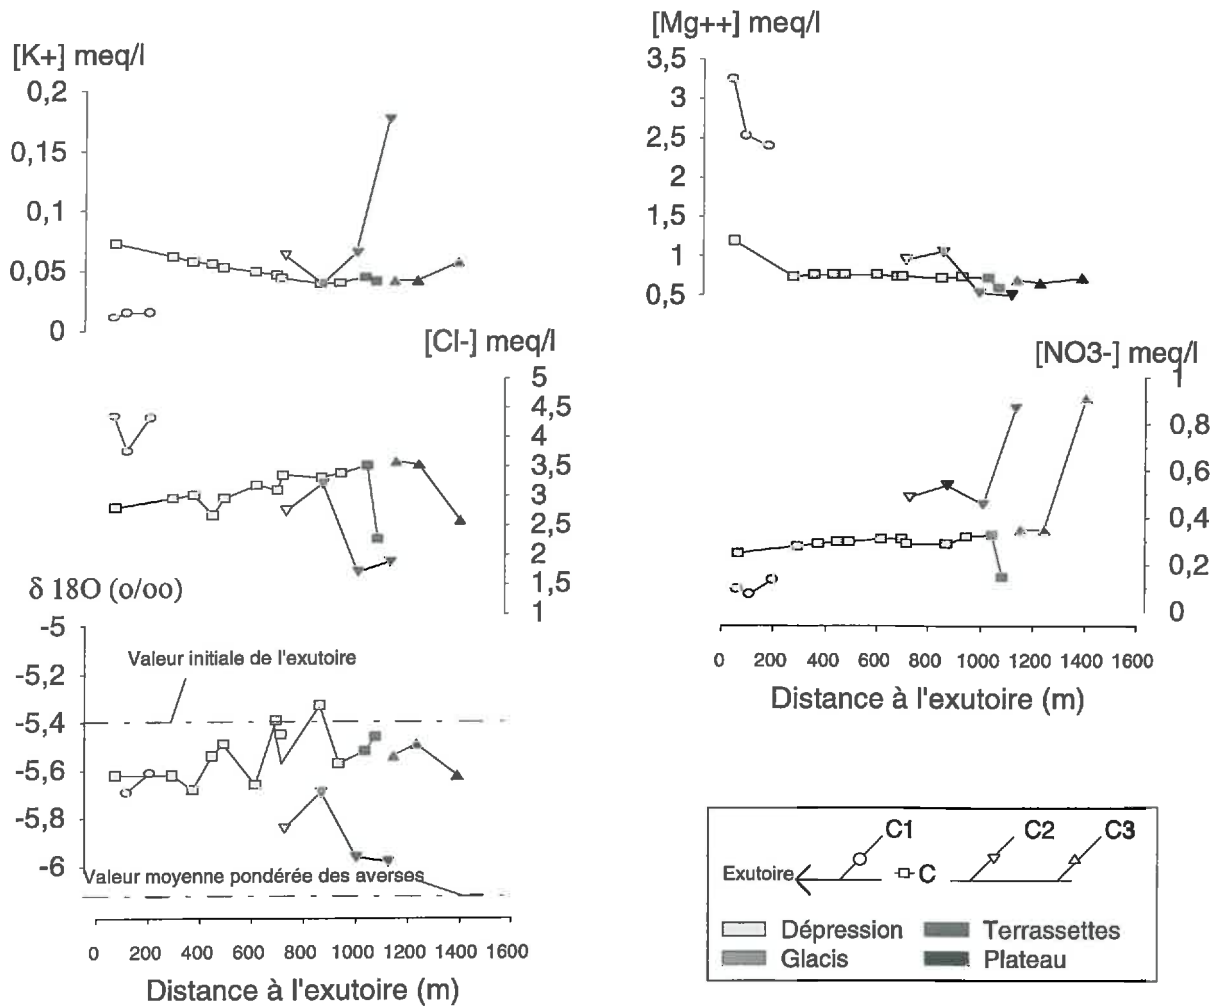 [K+] meq/l
0,2
0,15
0,1
0,05
0
[Mg++] meq/l
3,5
3
2,5
2
1,5
1
0,5
[Cl-] meq/l
5
4,5
4
3,5
3
2,5
2
1,5
1
[NO3-] meq/l
1
0,8
0,6
0,4
0,2
0
0 200 400 600 800 1000 1200 1400 1600
Distance à l'exutoire (m)
δ 18O (o/oo)
-5
-5,2
-5,4
-5,6
-5,8
-6
Valeur initiale de l'exutoire
Valeur moyenne pondérée des averses
0 200 400 600 800 1000 1200 1400 1600
Distance à l'exutoire (m)
C1 C2 C3
Exutoire C
Dépression Terrassettes
Glacis Plateau